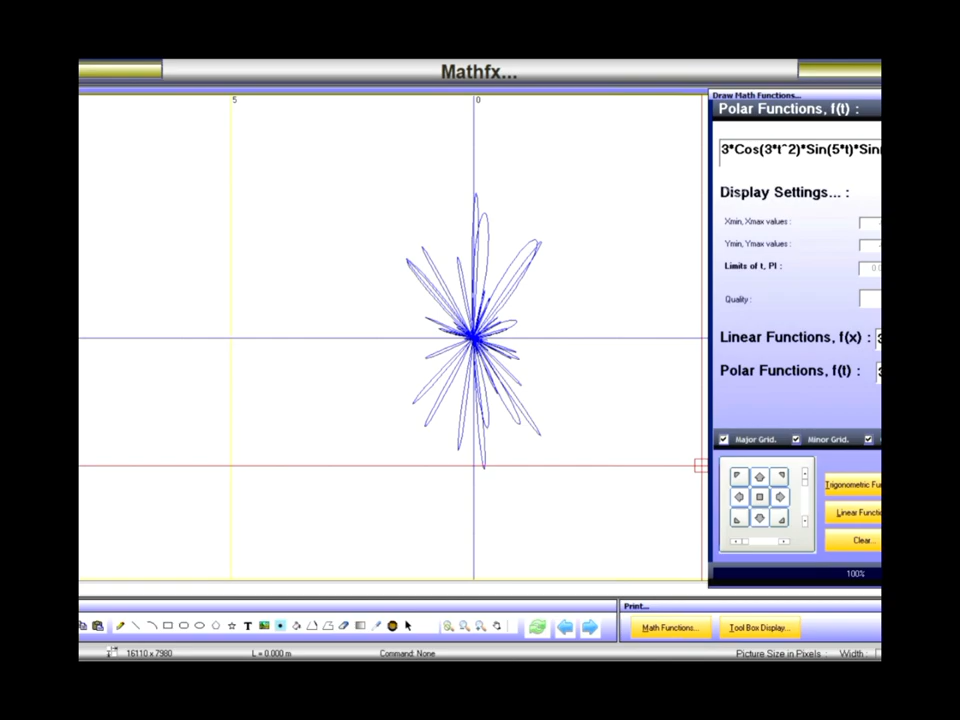 Mathfx...
5
0
Draw Math Functions...
Polar Functions, f(t) :
3*Cos(3*t^2)*Sin(5*t)*Sin
Display Settings... :
Xmin, Xmax values :
Ymin, Ymax values :
Limits of t, PI :
Quality :
Linear Functions, f(x) :
Polar Functions, f(t) :
Major Grid.
Minor Grid.
Trigonometric Fu
Linear Functi
Clear...
100%
Print...
T
Math Functions...
Tool Box Display...
16110 x 7980
L = 0.000 m
Command: None
Picture Size in Pixels :
Width :